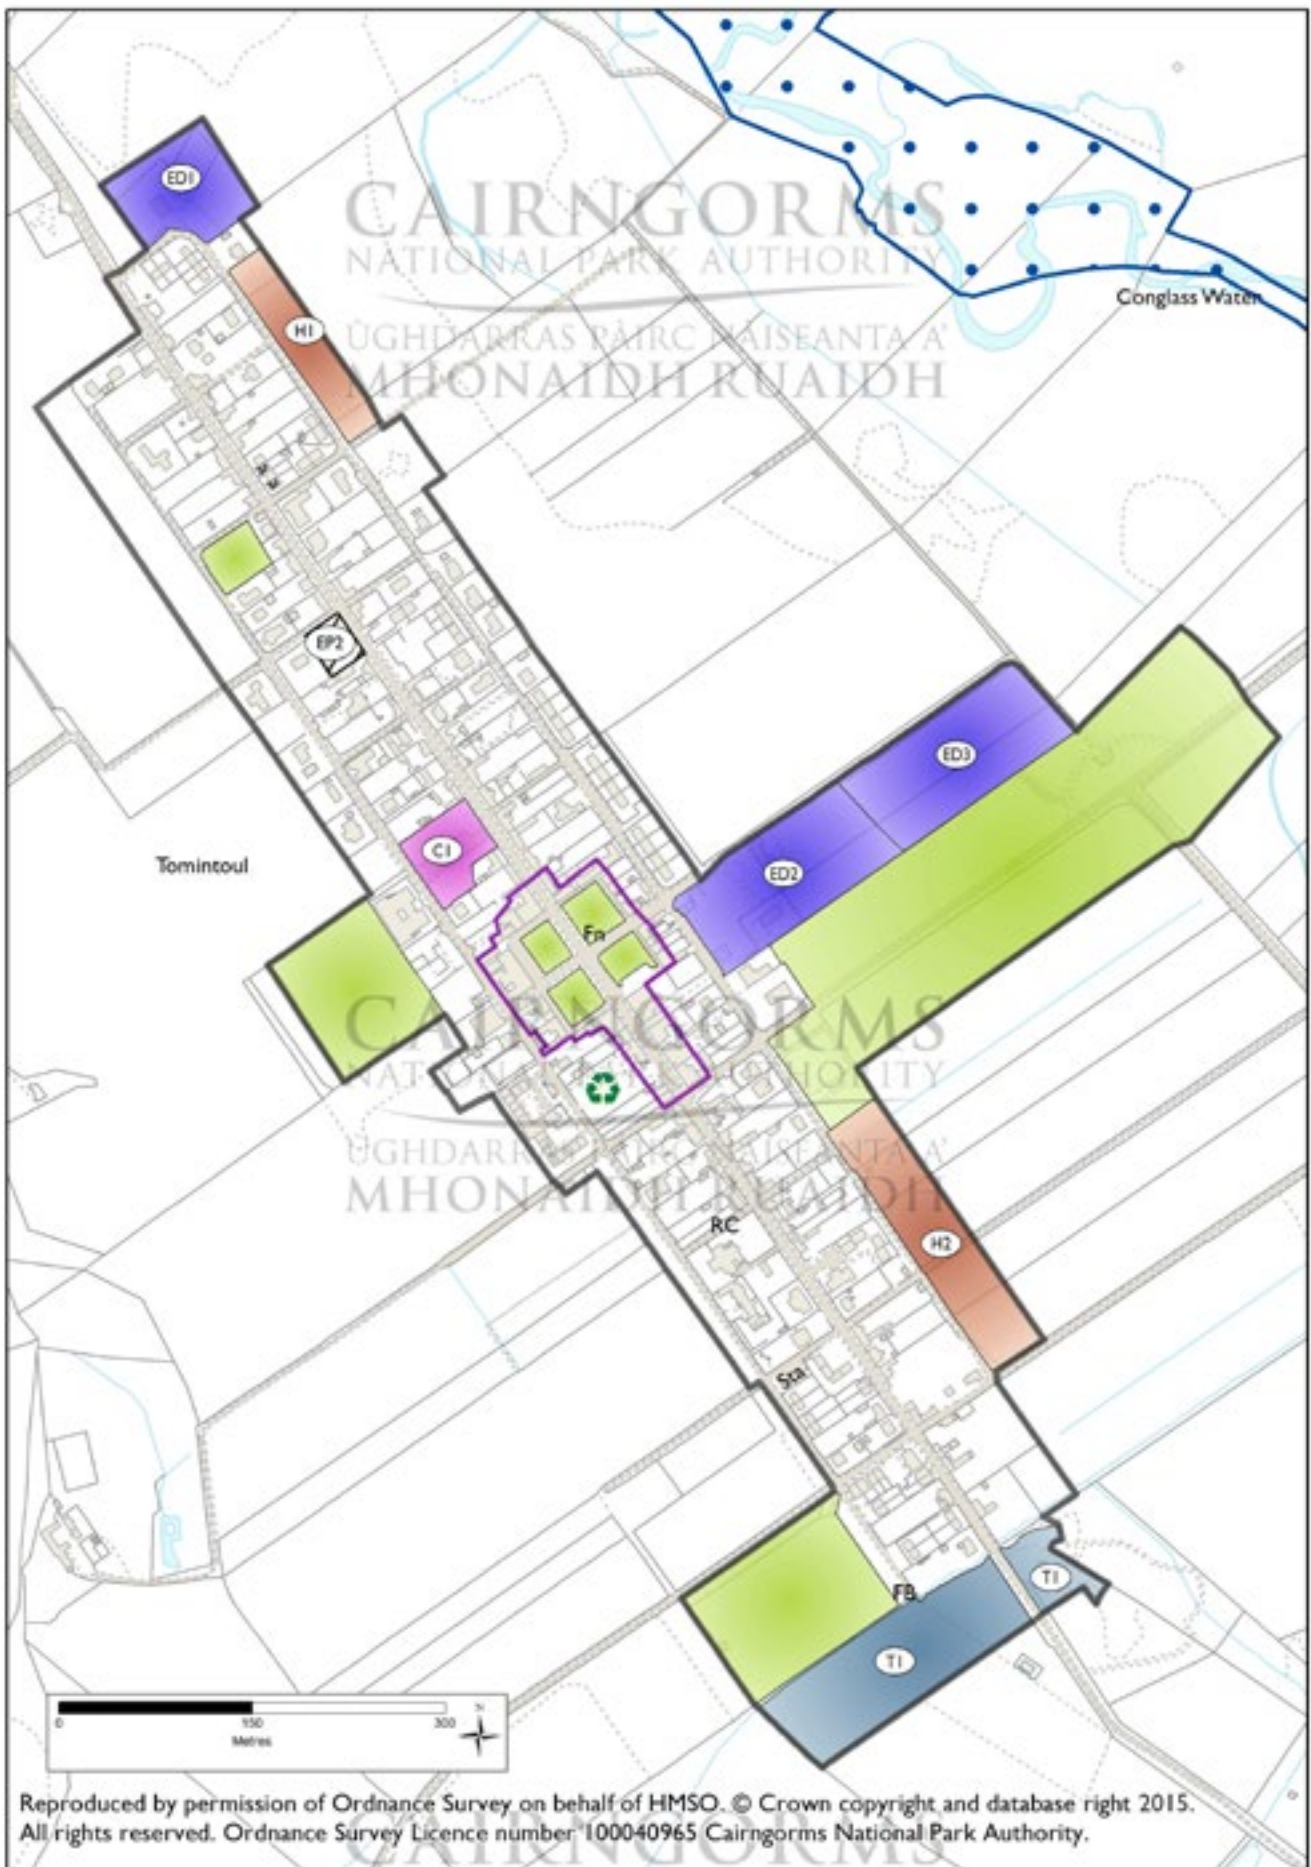 ED1
CAIRNGORMS
NATIONAL PARK AUTHORITY
Conglass Water
H1
ÙGHDARRAS PÀIRC NAISEANTA A'
MHONAIDH RUAIDH
EP2
ED3
C1
Tomintoul
ED2
Fn
CAIRNGORMS
NATIONAL PARK AUTHORITY
ÙGHDARRAS PÀIRC NAISEANTA A'
MHONAIDH RUAIDH
RC
H2
Sta
FB
T1
T1
0 150 300
Metres
N
Reproduced by permission of Ordnance Survey on behalf of HMSO. © Crown copyright and database right 2015.
All rights reserved. Ordnance Survey Licence number 100040965 Cairngorms National Park Authority.
CAIRNGORMS